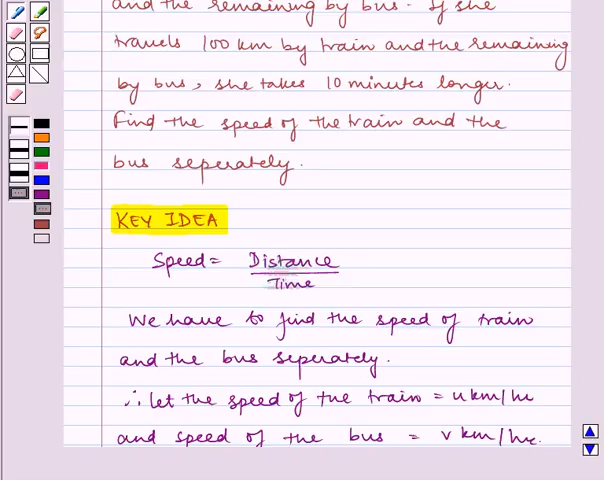 and the remaining by bus. If she
travels 100 km by train and the remaining
by bus, she takes 10 minutes longer.
Find the speed of the train and the
bus seperately.
KEY IDEA
Speed = Distance
Time
We have to find the speed of train
and the bus seperately.
∴ let the speed of the train = u km/hr
and speed of the bus = v km/hr.